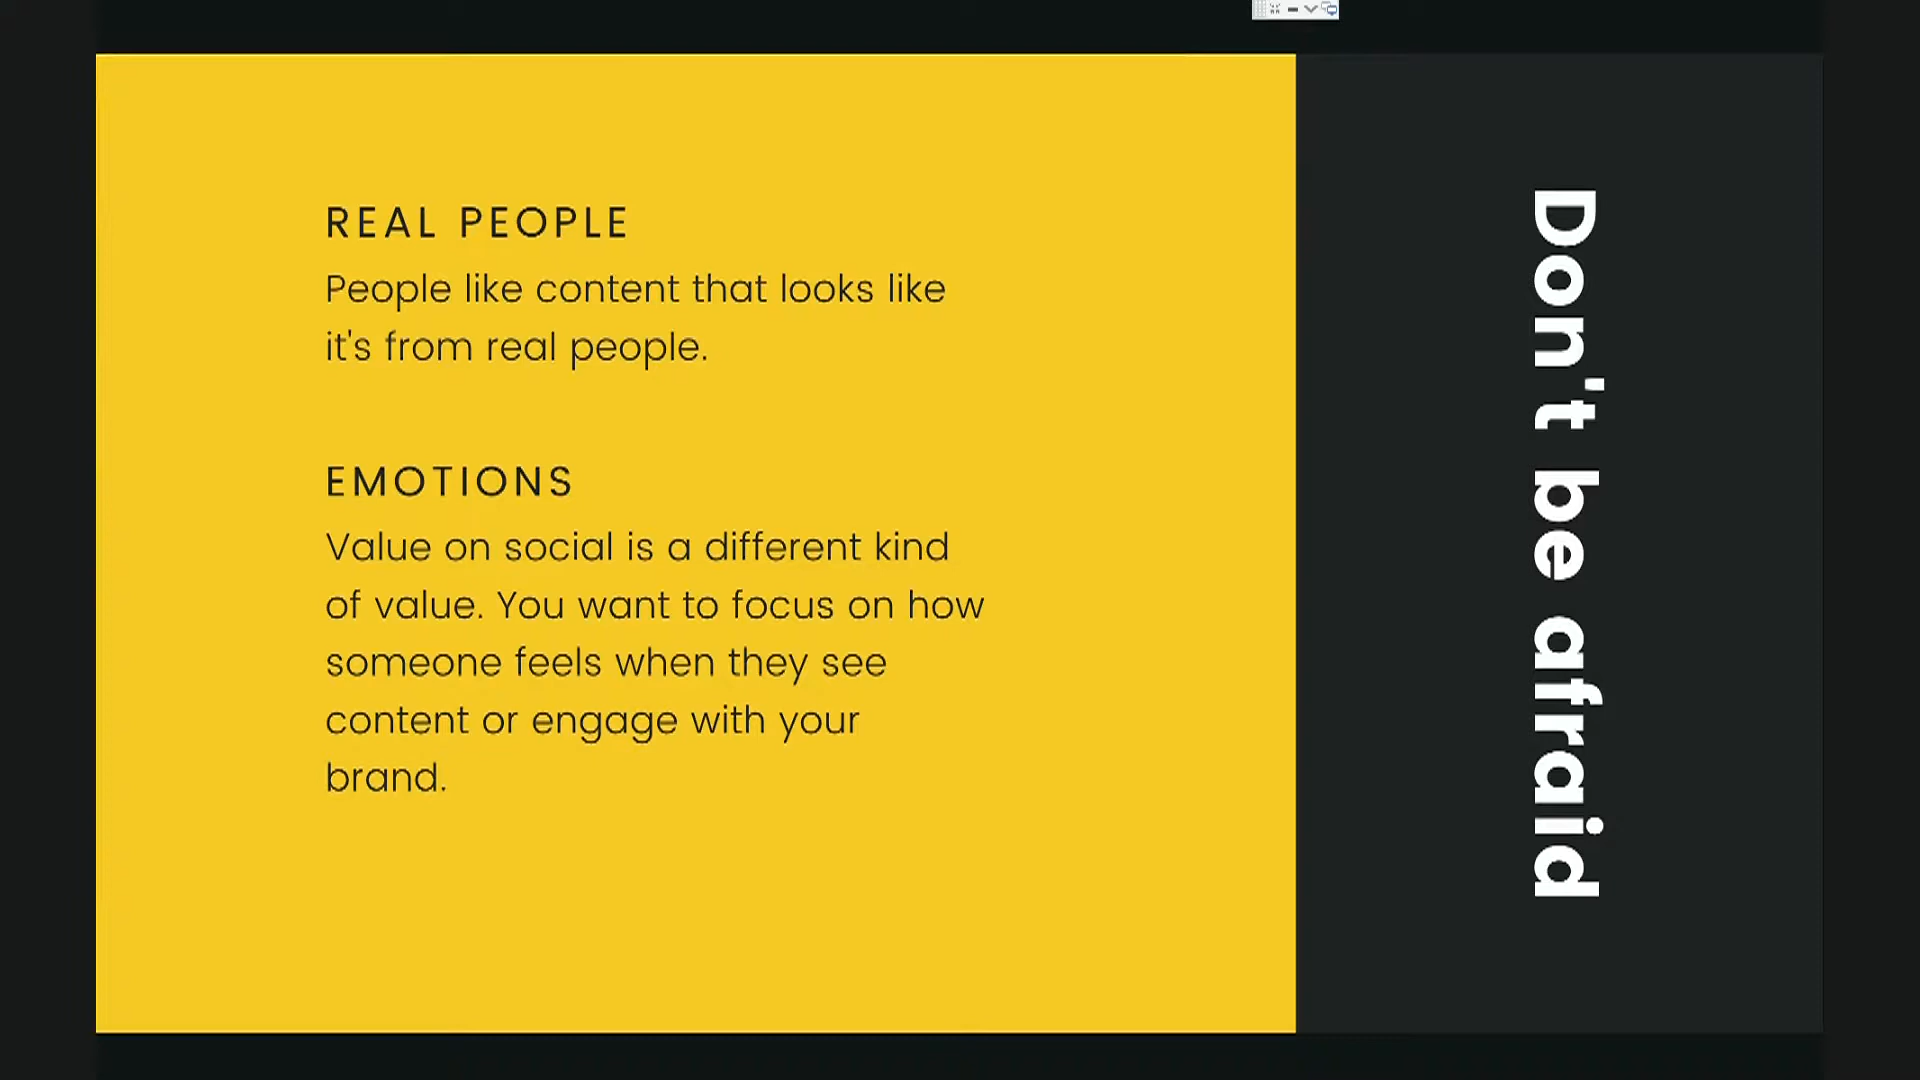 REAL PEOPLE
People like content that looks like
it's from real people.
EMOTIONS
Value on social is a different kind
of value. You want to focus on how
someone feels when they see
content or engage with your
brand.
Don't be afraid